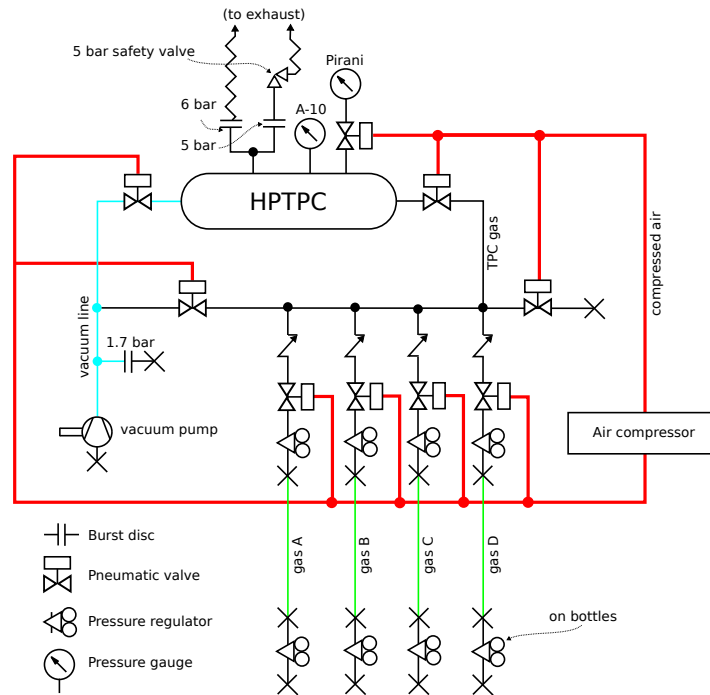 (to exhaust)
5 bar safety valve
Pirani
6 bar
A-10
5 bar
HPTPC
TPC gas
compressed air
vacuum line
1.7 bar
vacuum pump
Air compressor
gas A
gas B
gas C
gas D
Burst disc
Pneumatic valve
Pressure regulator
Pressure gauge
on bottles